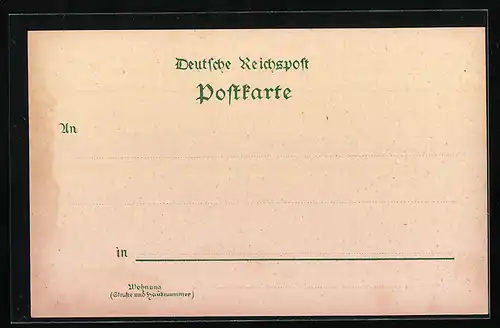 Deutsche Reichspost
Postkarte
An
in
Wohnung
(Straße und Hausnummer)